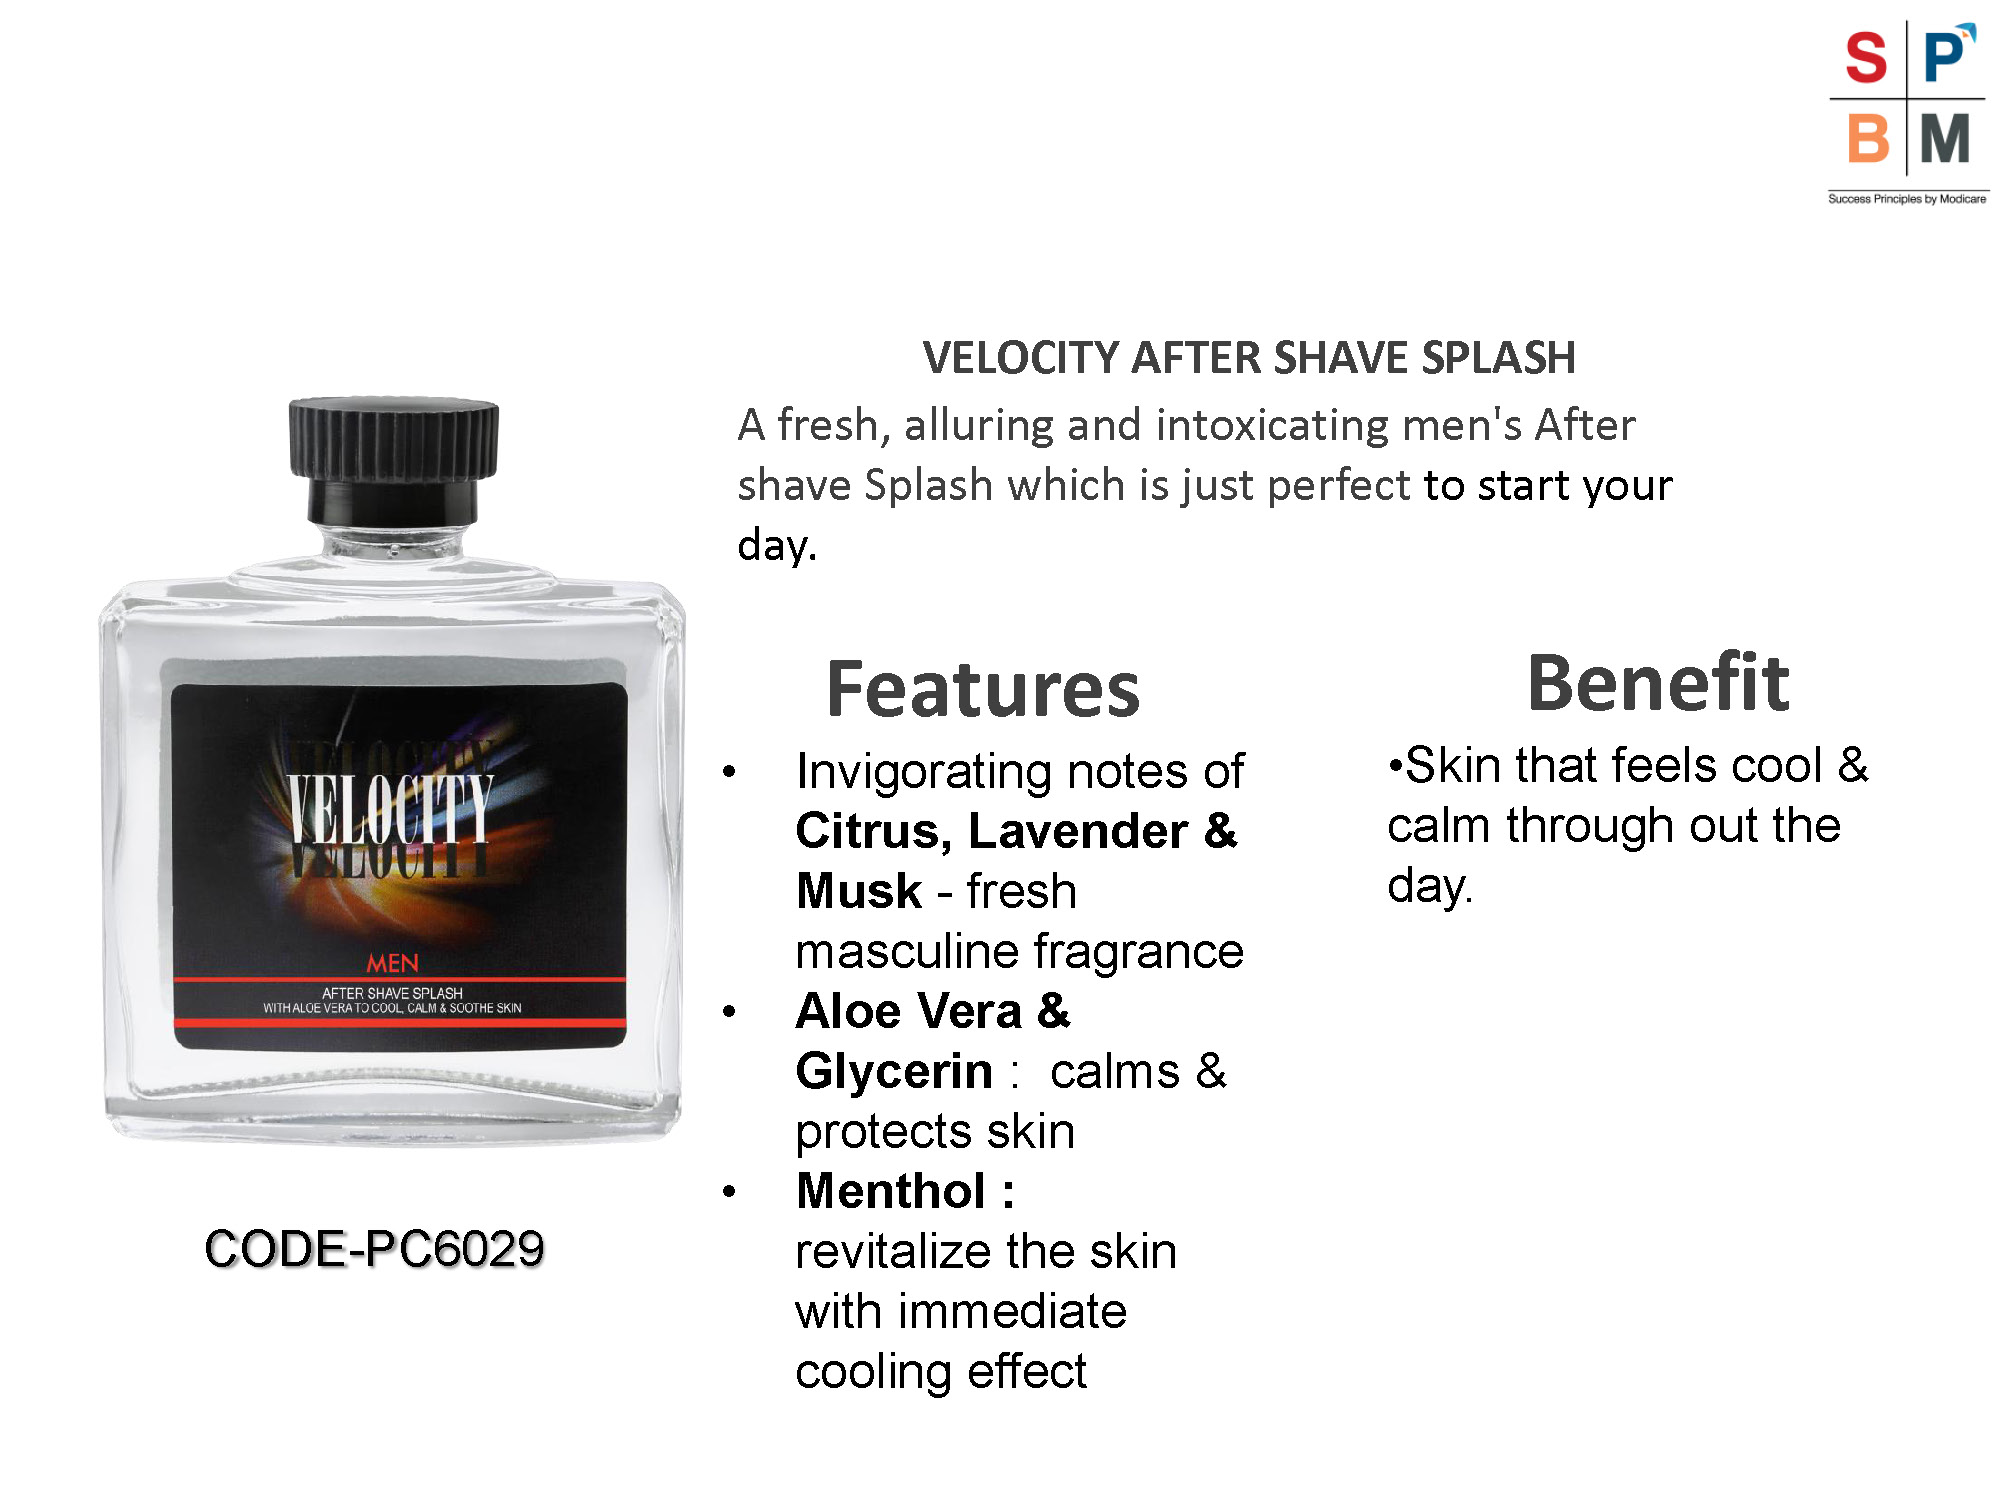 S P
B M
Success Principles by Modicare
VELOCITY AFTER SHAVE SPLASH
A fresh, alluring and intoxicating men's After
shave Splash which is just perfect to start your
day.
VELOCITY
VELOCITY
VELOCITY
MEN
AFTER SHAVE SPLASH
WITH ALOE VERA TO COOL, CALM & SOOTHE SKIN
CODE-PC6029
Features
• Invigorating notes of
Citrus, Lavender &
Musk - fresh
masculine fragrance
• Aloe Vera &
Glycerin : calms &
protects skin
• Menthol :
revitalize the skin
with immediate
cooling effect
Benefit
•Skin that feels cool &
calm through out the
day.